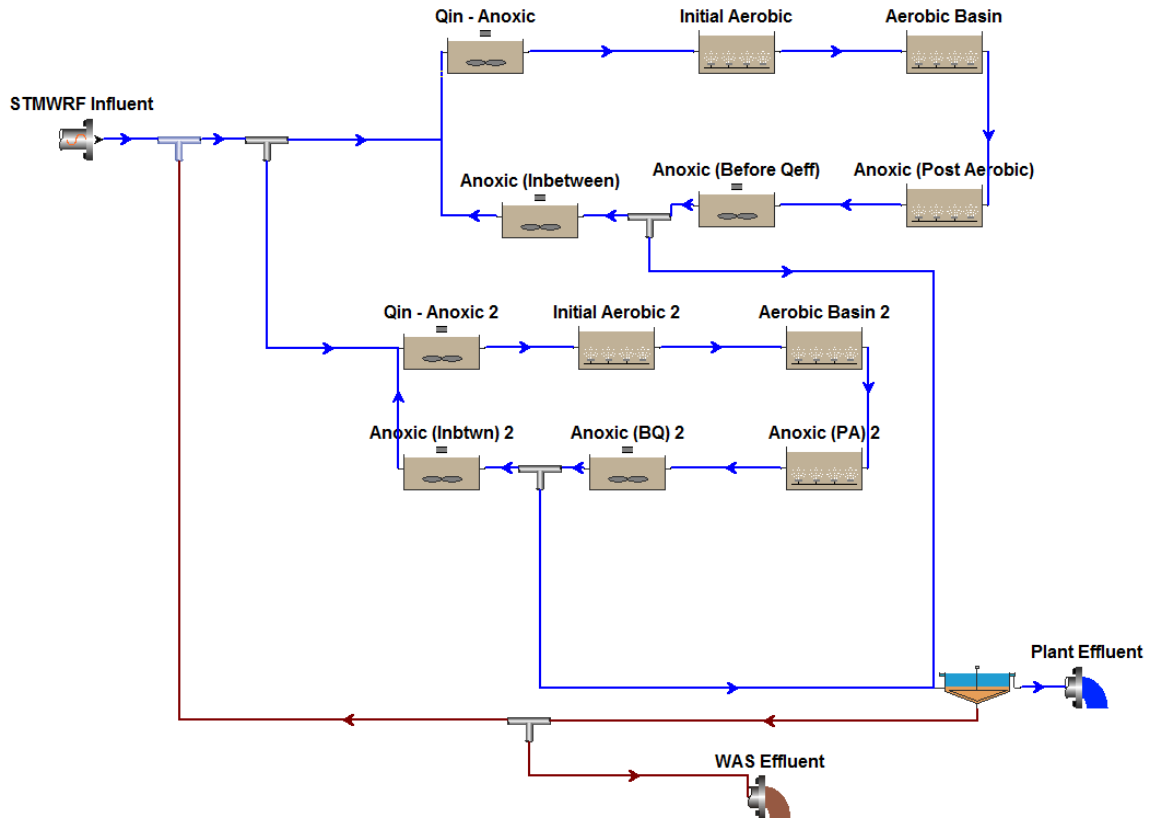 Qin - Anoxic
Initial Aerobic
Aerobic Basin
STMWRF Influent
Anoxic (Inbetween)
Anoxic (Before Qeff)
Anoxic (Post Aerobic)
Qin - Anoxic 2
Initial Aerobic 2
Aerobic Basin 2
Anoxic (Inbtwn) 2
Anoxic (BQ) 2
Anoxic (PA) 2
Plant Effluent
WAS Effluent